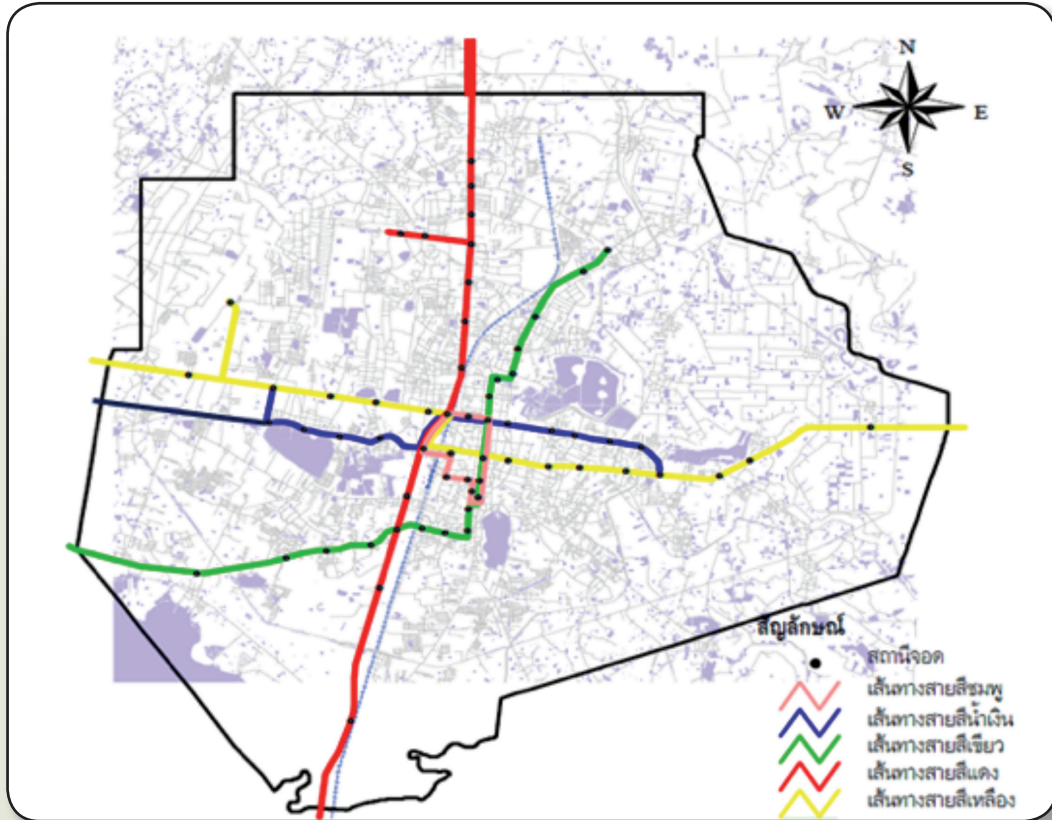 N
W E
S
สัญลักษณ์
สถานีจอด
เส้นทางสายสีชมพู
เส้นทางสายสีน้ำเงิน
เส้นทางสายสีเขียว
เส้นทางสายสีแดง
เส้นทางสายสีเหลือง